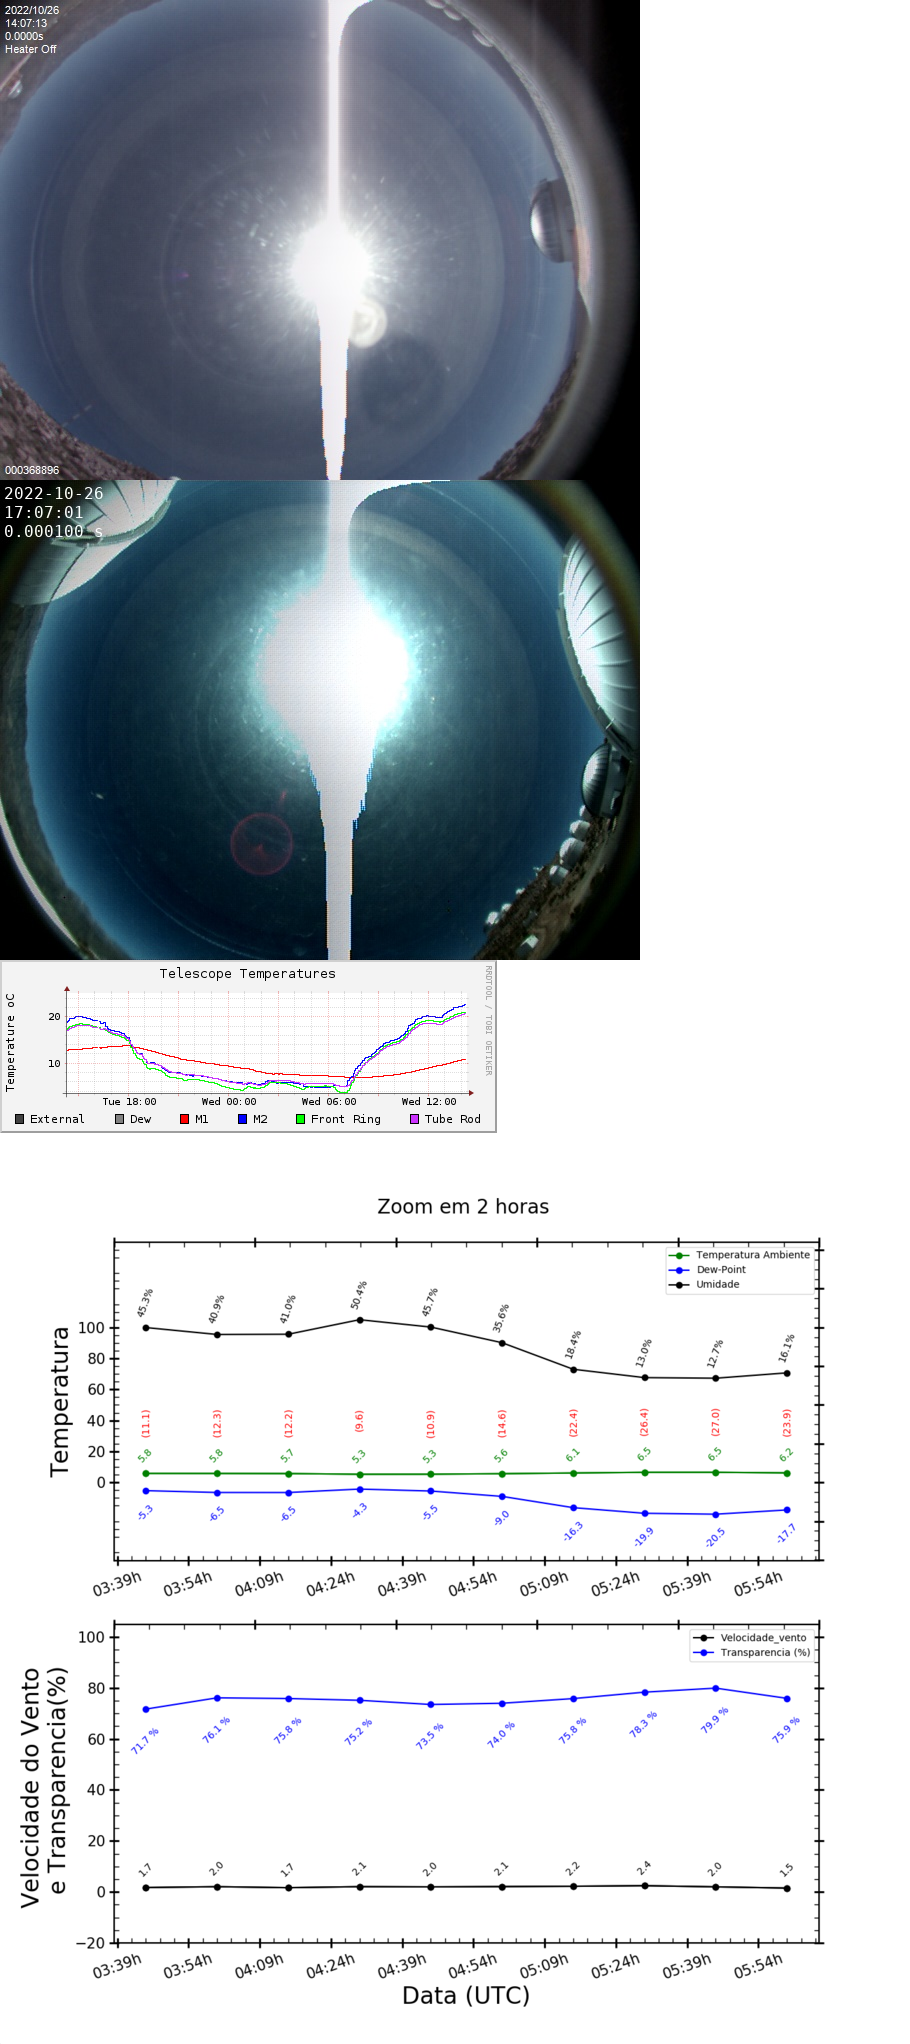 2022/10/26
14:07:13
0.0000s
Heater Off
000368896
2022-10-26
17:07:01
0.000100 s
Telescope Temperatures
Temperature oC
RRDTOOL / TOBI OETIKER
20
10
Tue 18:00 Wed 00:00 Wed 06:00 Wed 12:00
External Dew M1 M2 Front Ring Tube Rod
Zoom em 2 horas
Temperatura Ambiente
Dew-Point
Umidade
Temperatura
100
80
60
40
20
0
45.3% 40.9% 41.0% 50.4% 45.7% 35.6% 18.4% 13.0% 12.7% 16.1%
(11.1) (12.3) (12.2) (9.6) (10.9) (14.6) (22.4) (26.4) (27.0) (23.9)
5.8 5.8 5.7 5.3 5.3 5.6 6.1 6.5 6.5 6.2
-5.3 -6.5 -6.5 -4.3 -5.5 -9.0 -16.3 -19.9 -20.5 -17.7
03:39h 03:54h 04:09h 04:24h 04:39h 04:54h 05:09h 05:24h 05:39h 05:54h
Velocidade_vento
Transparencia (%)
Velocidade do Vento
e Transparencia(%)
100
80
60
40
20
0
−20
71.7 % 76.1 % 75.8 % 75.2 % 73.5 % 74.0 % 75.8 % 78.3 % 79.9 % 75.9 %
1.7 2.0 1.7 2.1 2.0 2.1 2.2 2.4 2.0 1.5
03:39h 03:54h 04:09h 04:24h 04:39h 04:54h 05:09h 05:24h 05:39h 05:54h
Data (UTC)